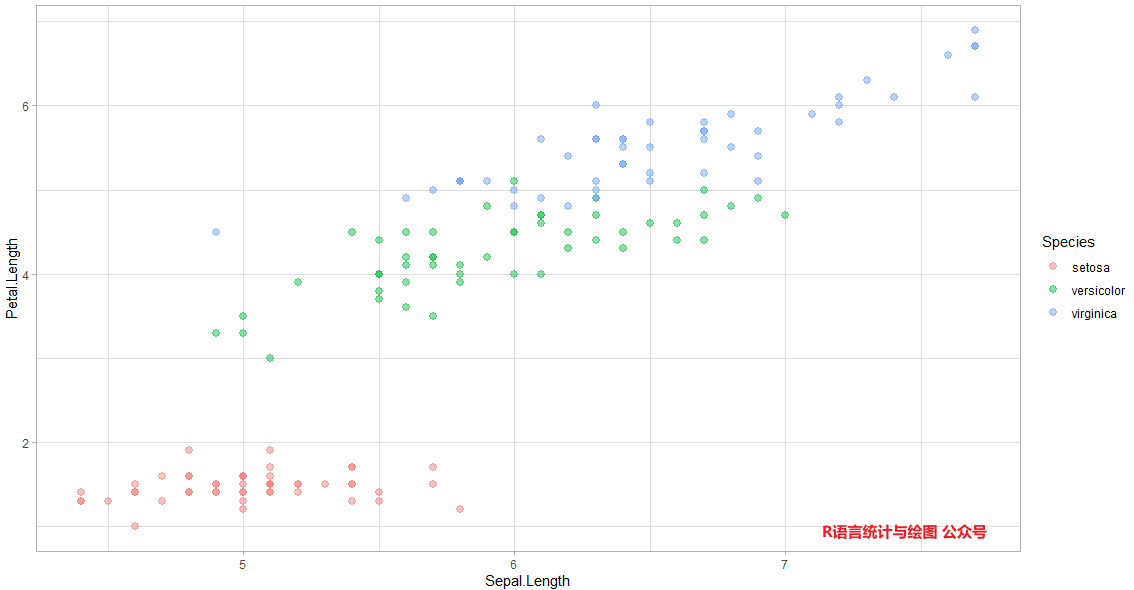 6
4
2
Petal.Length
5
6
7
Sepal.Length
Species
setosa
versicolor
virginica
R语言统计与绘图 公众号